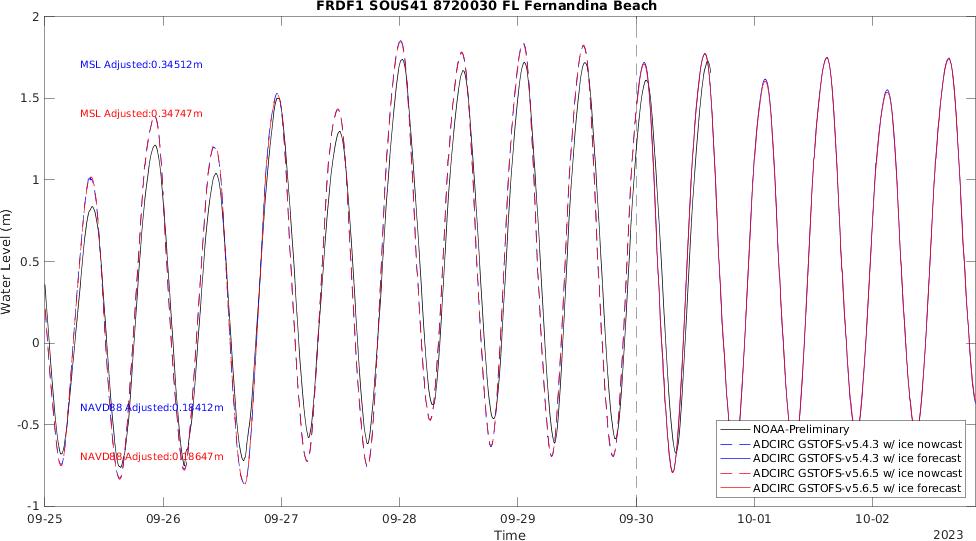 FRDF1 SOUS41 8720030 FL Fernandina Beach
2
1.5
1
0.5
0
-0.5
-1
Water Level (m)
MSL Adjusted:0.34512m
MSL Adjusted:0.34747m
NAVD88 Adjusted:0.18412m
NAVD88 Adjusted:0.18647m
NOAA-Preliminary
ADCIRC GSTOFS-v5.4.3 w/ ice nowcast
ADCIRC GSTOFS-v5.4.3 w/ ice forecast
ADCIRC GSTOFS-v5.6.5 w/ ice nowcast
ADCIRC GSTOFS-v5.6.5 w/ ice forecast
09-25 09-26 09-27 09-28 09-29 09-30 10-01 10-02
Time
2023